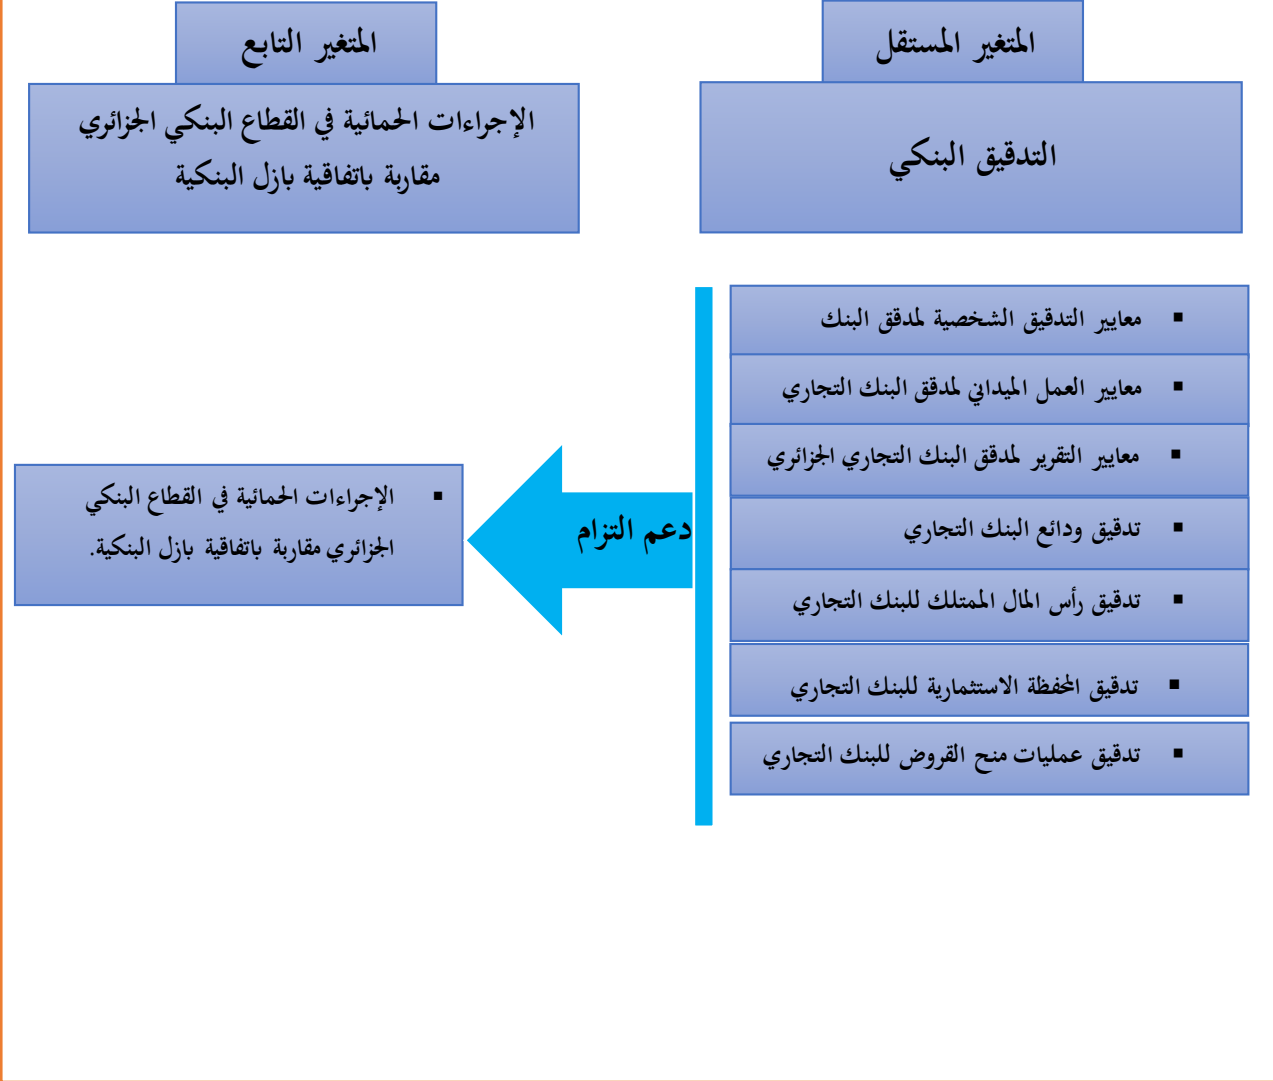 المتغير المستقل
التدقيق البنكي
المتغير التابع
الإجراءات الحمائية في القطاع البنكي الجزائري
مقاربة باتفاقية بازل البنكية
▪ معايير التدقيق الشخصية لمدقق البنك
▪ معايير العمل الميداني لمدقق البنك التجاري
▪ معايير التقرير لمدقق البنك التجاري الجزائري
▪ تدقيق ودائع البنك التجاري
▪ تدقيق رأس المال الممتلك للبنك التجاري
▪ تدقيق المحفظة الاستثمارية للبنك التجاري
▪ تدقيق عمليات منح القروض للبنك التجاري
دعم التزام
▪ الإجراءات الحمائية في القطاع البنكي
الجزائري مقاربة باتفاقية بازل البنكية.